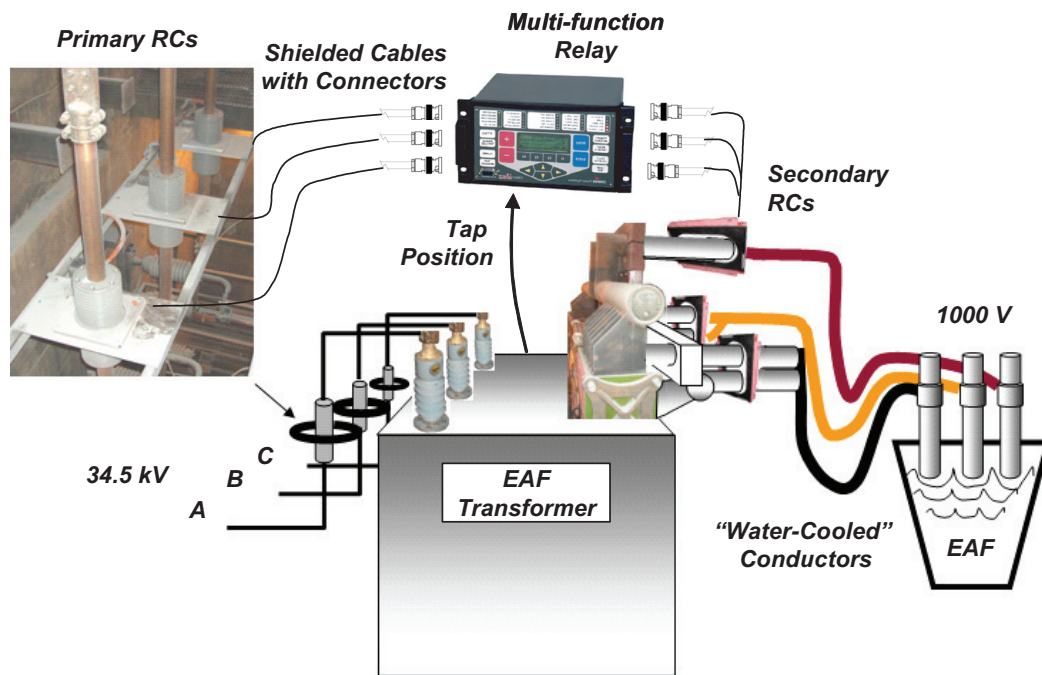 Primary RCs
Shielded Cables
with Connectors
Multi-function
Relay
Secondary
RCs
Tap
Position
1000 V
34.5 kV
C
B
A
EAF
Transformer
“Water-Cooled”
Conductors
EAF